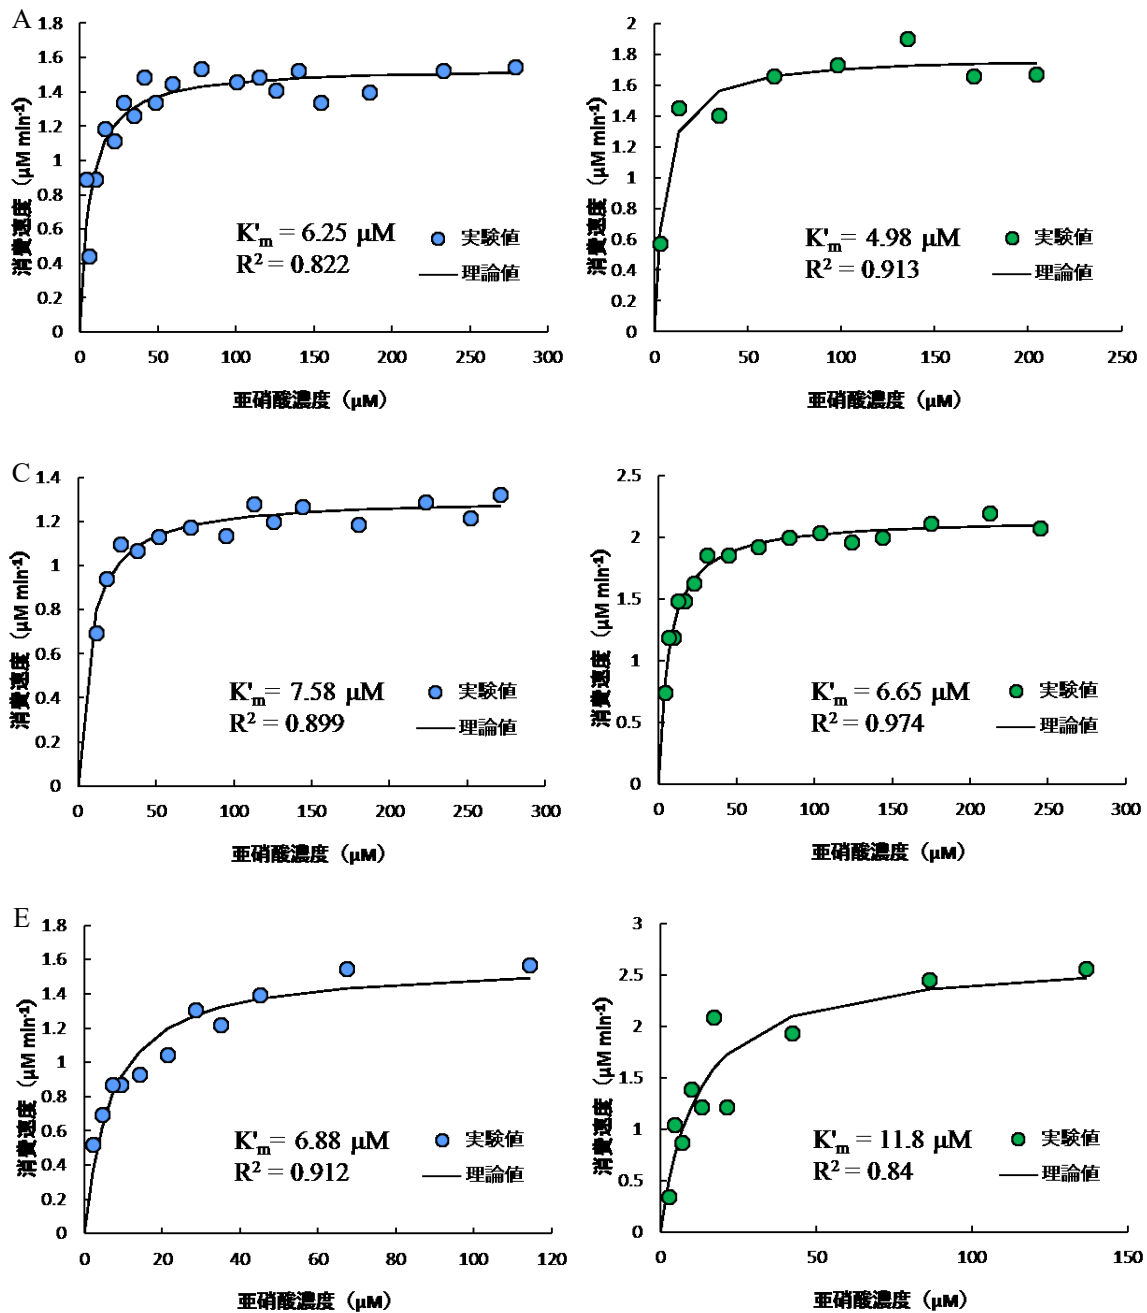 A
1.8
1.6
1.4
1.2
1
0.8
0.6
0.4
0.2
0
0 50 100 150 200 250 300
消費速度（μM min-1）
亜硝酸濃度（μM）
K'm = 6.25 μM
R2 = 0.822
実験値
理論値
2
1.8
1.6
1.4
1.2
1
0.8
0.6
0.4
0.2
0
0 50 100 150 200 250
消費速度（μM min-1）
亜硝酸濃度（μM）
K'm= 4.98 μM
R2 = 0.913
実験値
理論値
C
1.4
1.2
1
0.8
0.6
0.4
0.2
0
0 50 100 150 200 250 300
消費速度（μM min-1）
亜硝酸濃度（μM）
K'm= 7.58 μM
R2 = 0.899
実験値
理論値
2.5
2
1.5
1
0.5
0
0 50 100 150 200 250 300
消費速度（μM min-1）
亜硝酸濃度（μM）
K'm= 6.65 μM
R2 = 0.974
実験値
理論値
E
1.8
1.6
1.4
1.2
1
0.8
0.6
0.4
0.2
0
0 20 40 60 80 100 120
消費速度（μM min-1）
亜硝酸濃度（μM）
K'm= 6.88 μM
R2 = 0.912
実験値
理論値
3
2.5
2
1.5
1
0.5
0
0 50 100 150
消費速度（μM min-1）
亜硝酸濃度（μM）
K'm= 11.8 μM
R2 = 0.84
実験値
理論値